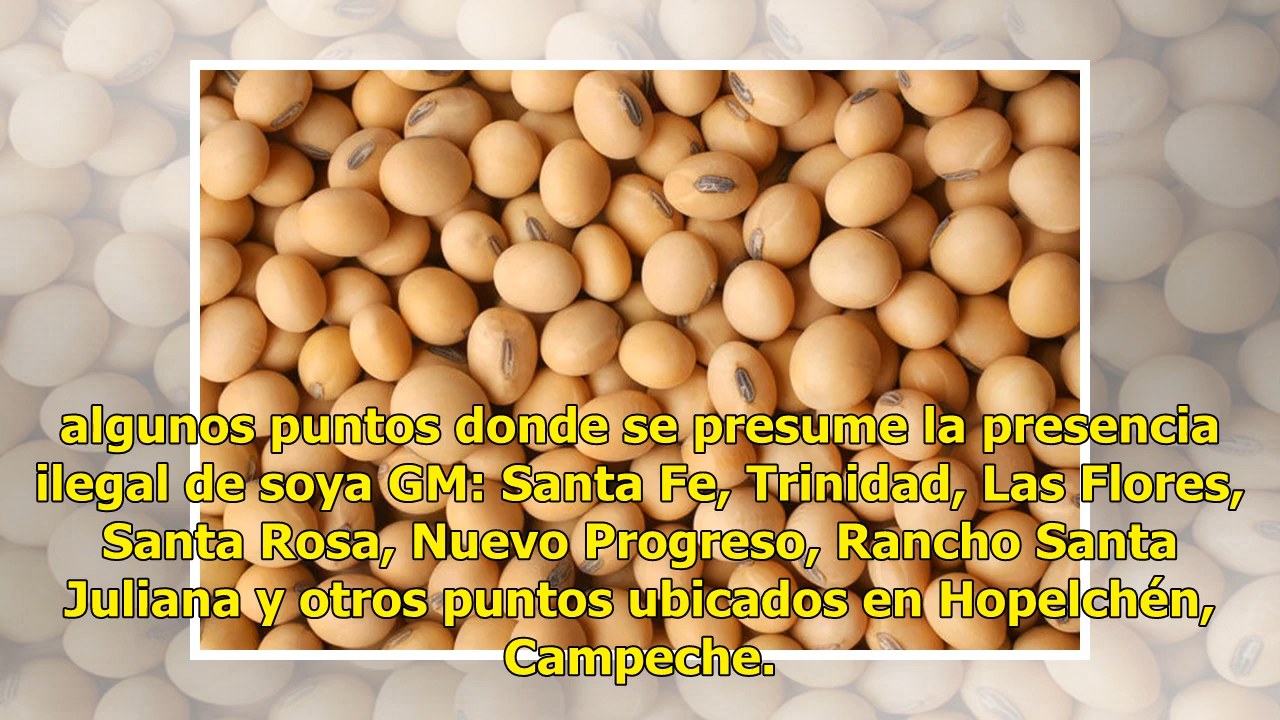 algunos puntos donde se presume la presencia
ilegal de soya GM: Santa Fe, Trinidad, Las Flores,
Santa Rosa, Nuevo Progreso, Rancho Santa
Juliana y otros puntos ubicados en Hopelchén,
Campeche.